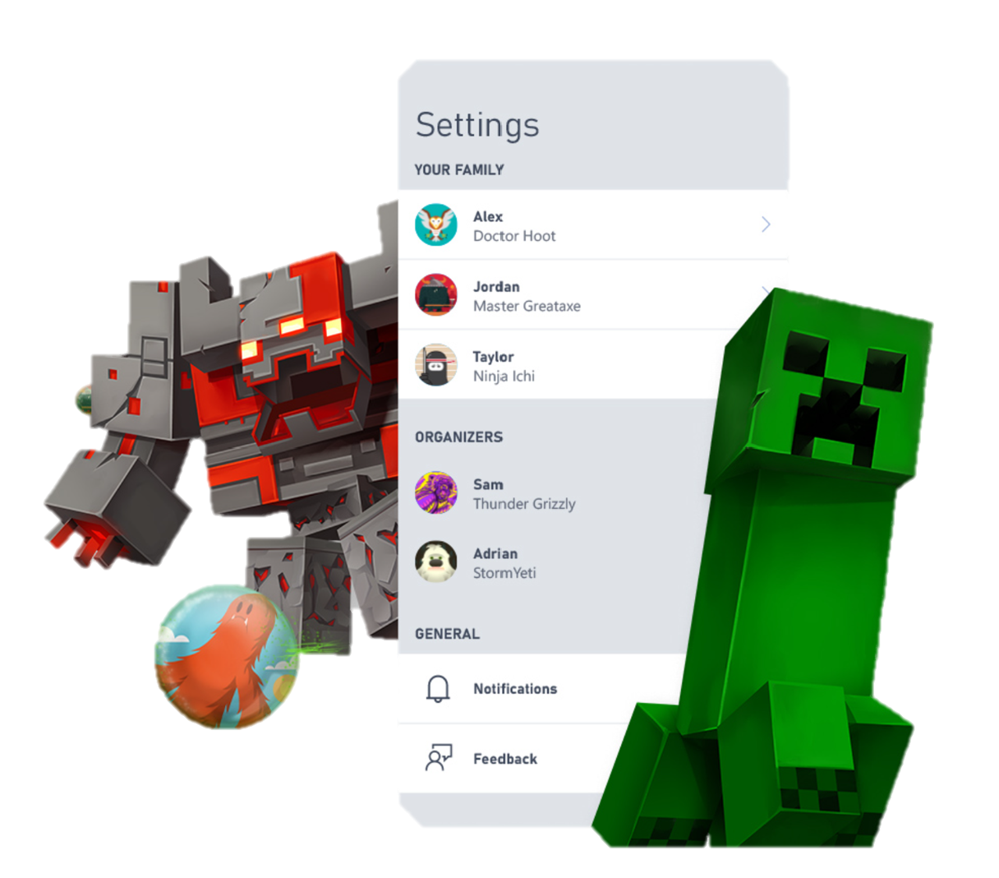 Settings
YOUR FAMILY
Alex
Doctor Hoot
Jordan
Master Greataxe
Taylor
Ninja Ichi
ORGANIZERS
Sam
Thunder Grizzly
Adrian
StormYeti
GENERAL
Notifications
Feedback